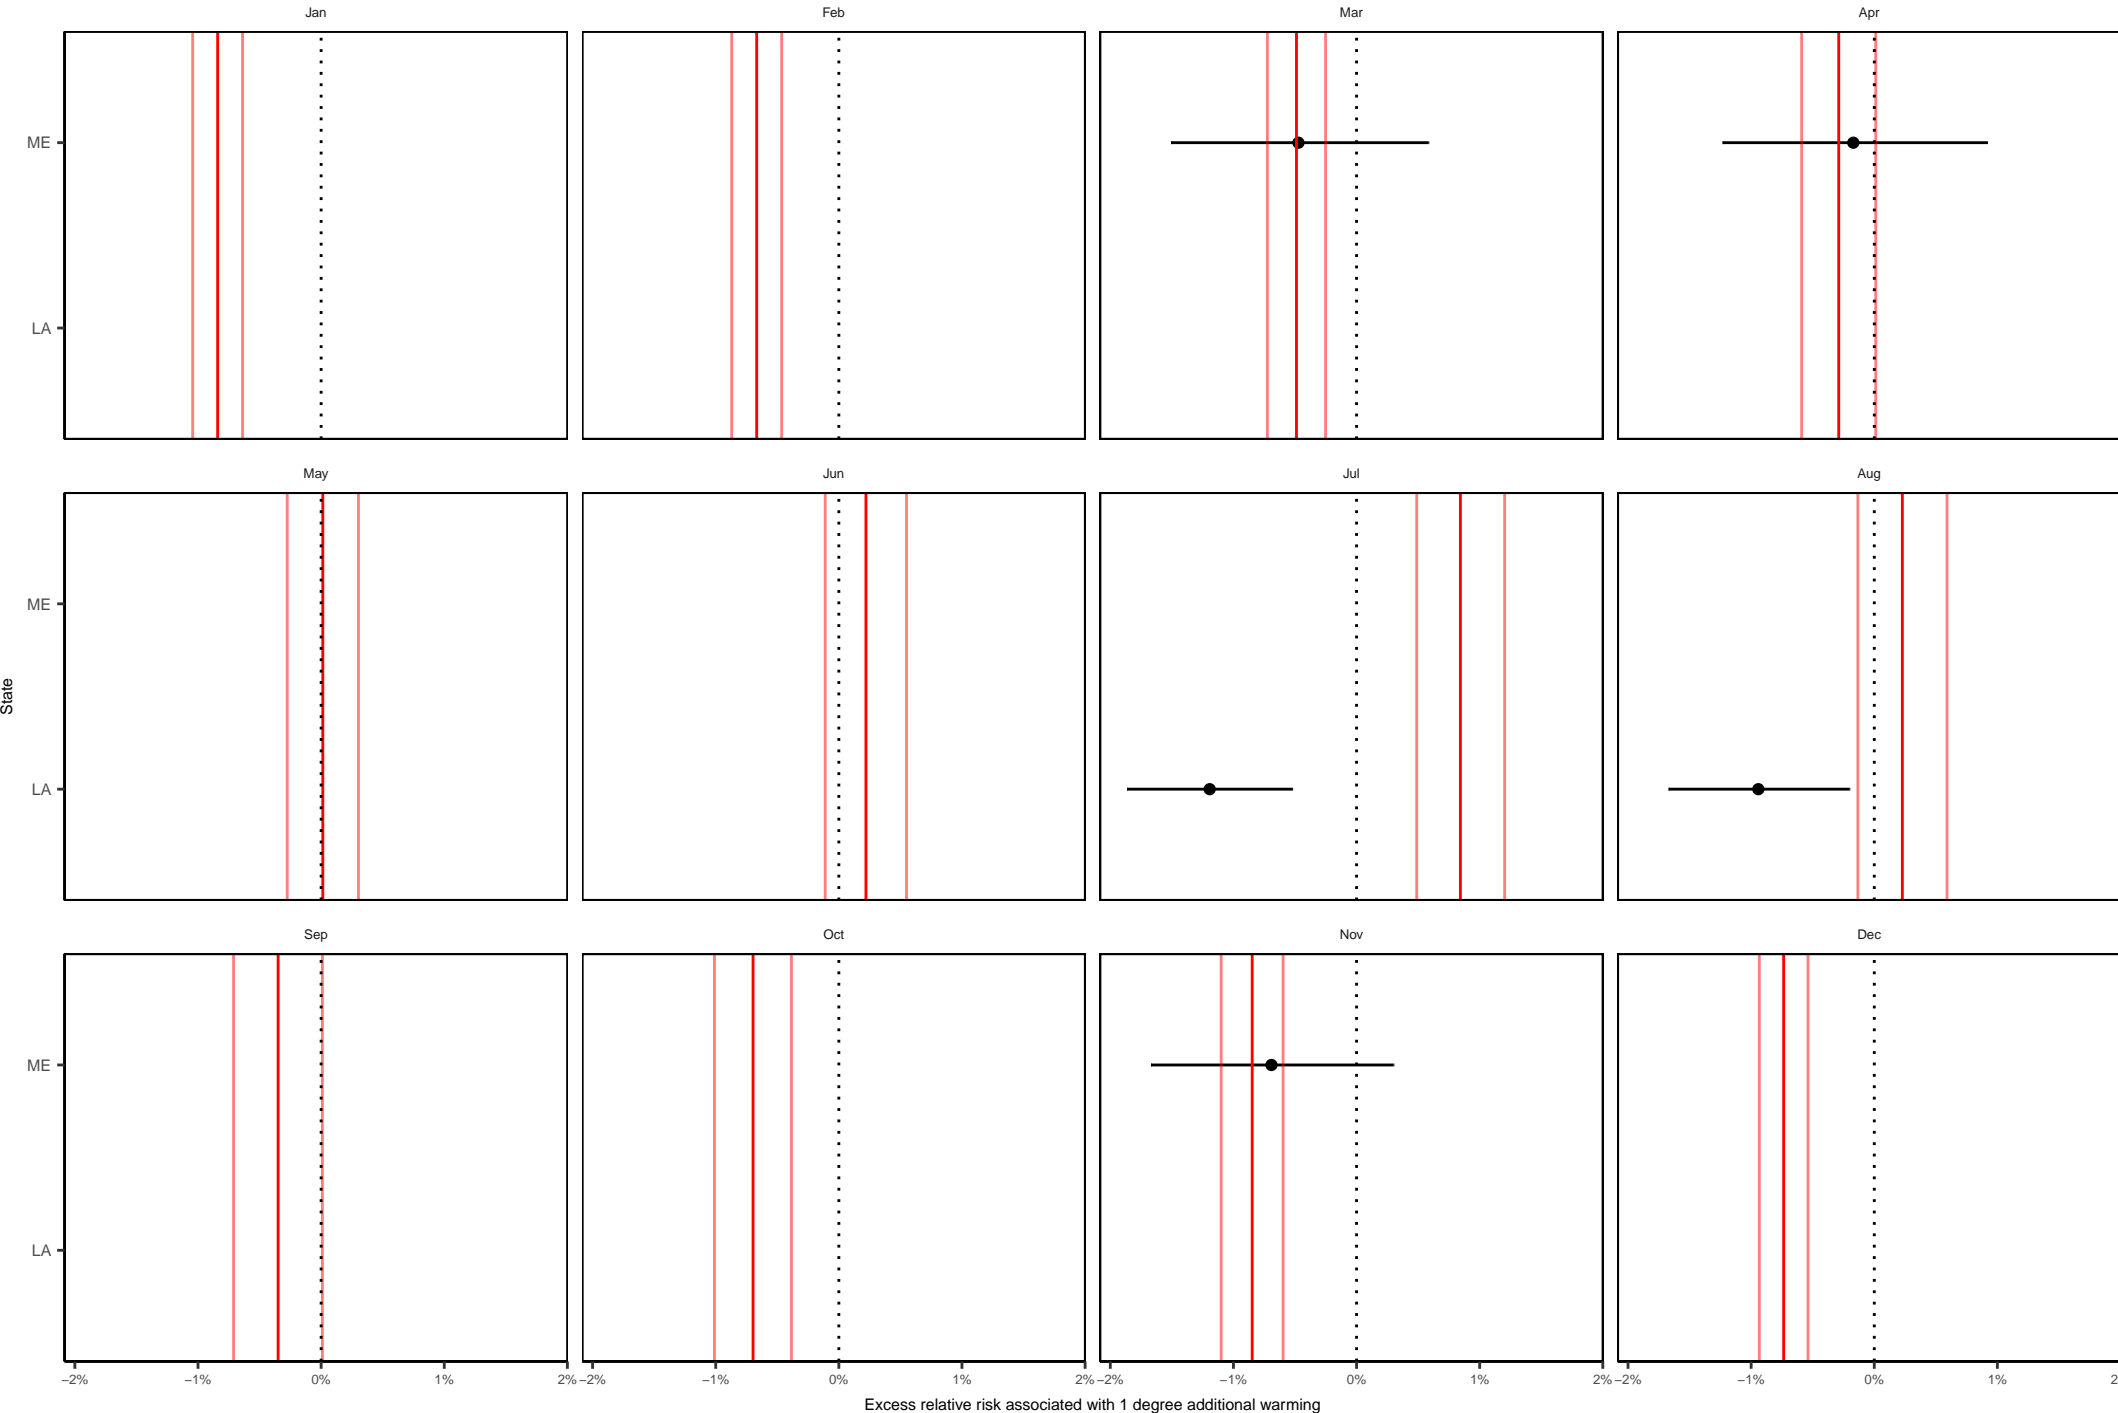 Jan Feb Mar Apr
ME
LA
May Jun Jul Aug
ME
State
LA
Sep Oct Nov Dec
ME
LA
−2% −1% 0% 1% 2% −2% −1% 0% 1% 2% −2% −1% 0% 1% 2% −2% −1% 0% 1% 2
Excess relative risk associated with 1 degree additional warming